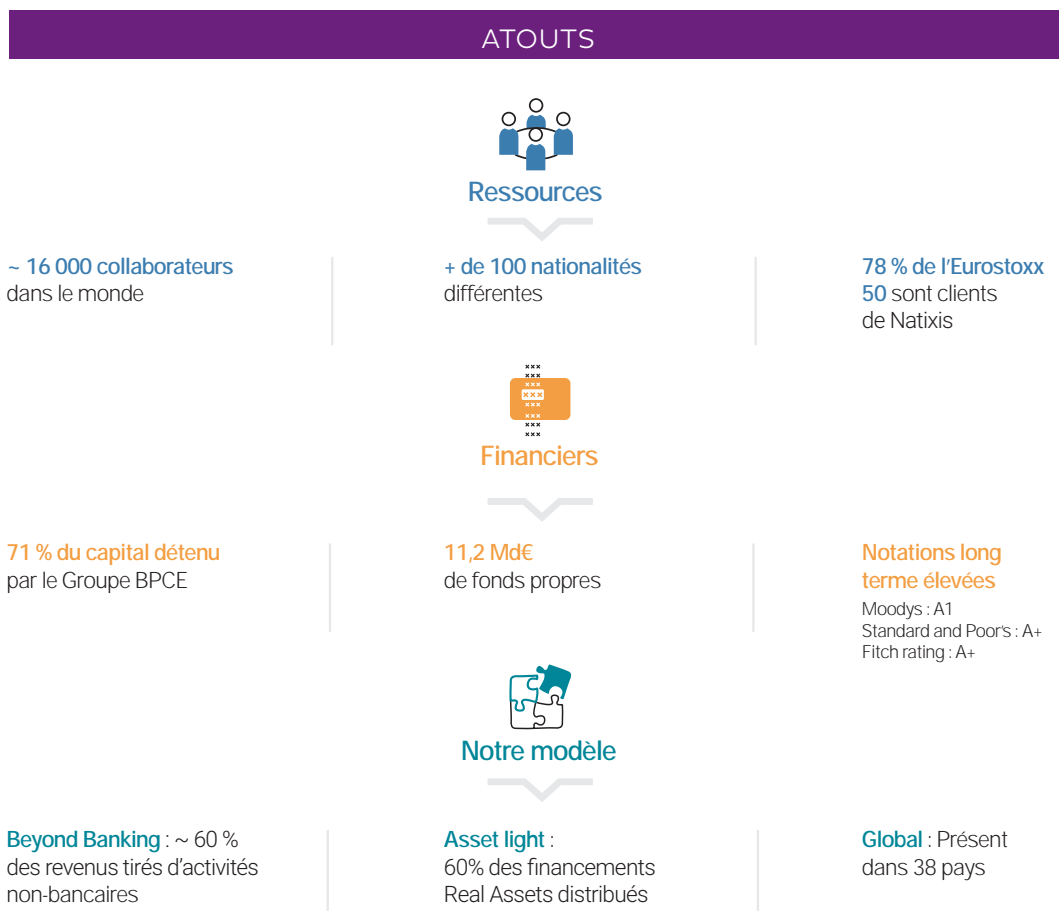 ATOUTS
Ressources
~ 16 000 collaborateurs
dans le monde
+ de 100 nationalités
différentes
78 % de l'Eurostoxx
50 sont clients
de Natixis
Financiers
71 % du capital détenu
par le Groupe BPCE
11,2 Md€
de fonds propres
Notations long
terme élevées
Moodys : A1
Standard and Poor's : A+
Fitch rating : A+
Notre modèle
Beyond Banking : ~ 60 %
des revenus tirés d'activités
non-bancaires
Asset light :
60% des financements
Real Assets distribués
Global : Présent
dans 38 pays